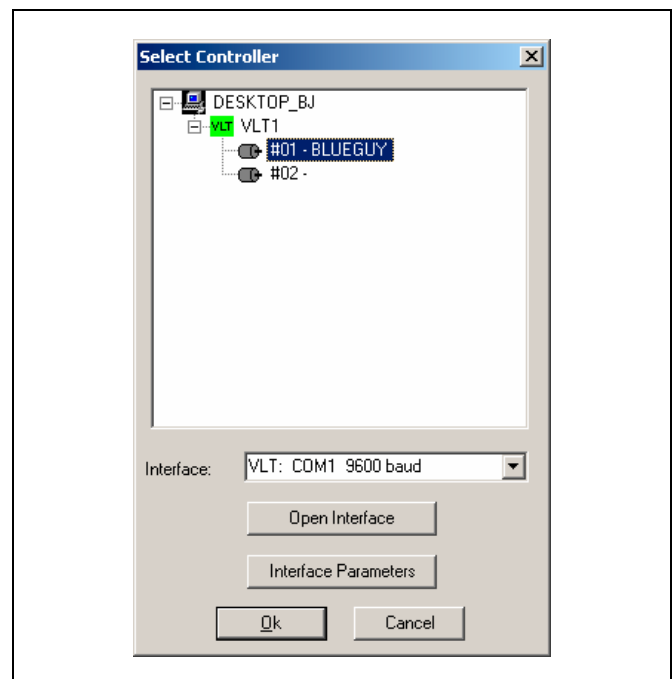 Select Controller
DESKTOP_BJ
VLT VLT1
#01 - BLUEGUY
#02 -
Interface: VLT: COM1 9600 baud
Open Interface
Interface Parameters
Ok Cancel